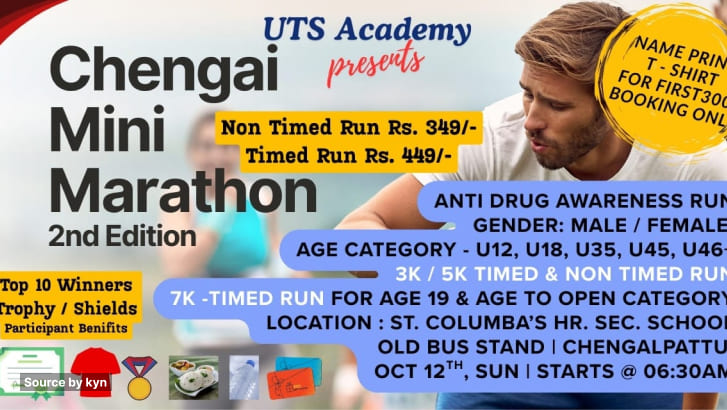 UTS Academy
presents
Chengai
Mini
Marathon
2nd Edition
Non Timed Run Rs. 349/-
Timed Run Rs. 449/-
NAME PRIN
T - SHIRT
FOR FIRST300
BOOKING ONL
ANTI DRUG AWARENESS RUN
GENDER: MALE / FEMALE
AGE CATEGORY - U12, U18, U35, U45, U46+
3K / 5K TIMED & NON TIMED RUN
7K -TIMED RUN FOR AGE 19 & AGE TO OPEN CATEGORY
LOCATION : ST. COLUMBA'S HR. SEC. SCHOOL
OLD BUS STAND | CHENGALPATTU
OCT 12TH, SUN | STARTS @ 06:30AM
Top 10 Winners
Trophy / Shields
Participant Benifits
Source by kyn